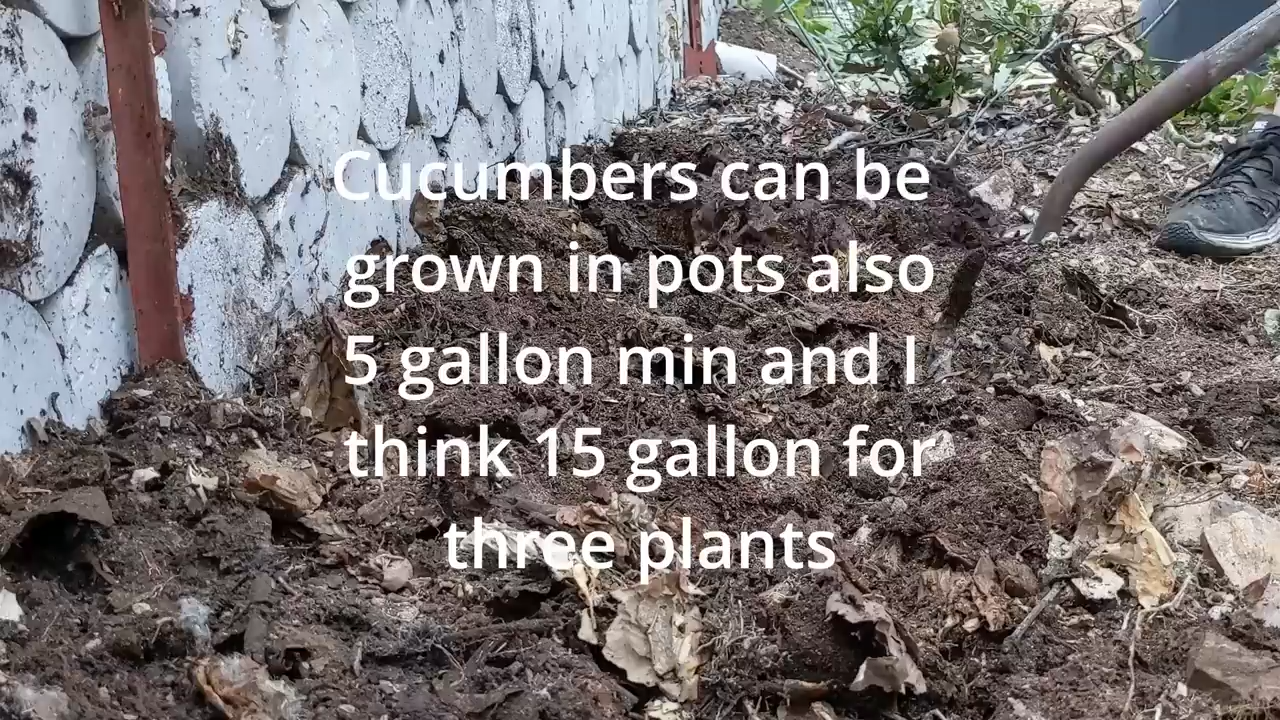 Cucumbers can be
grown in pots also
5 gallon min and I
think 15 gallon for
three plants